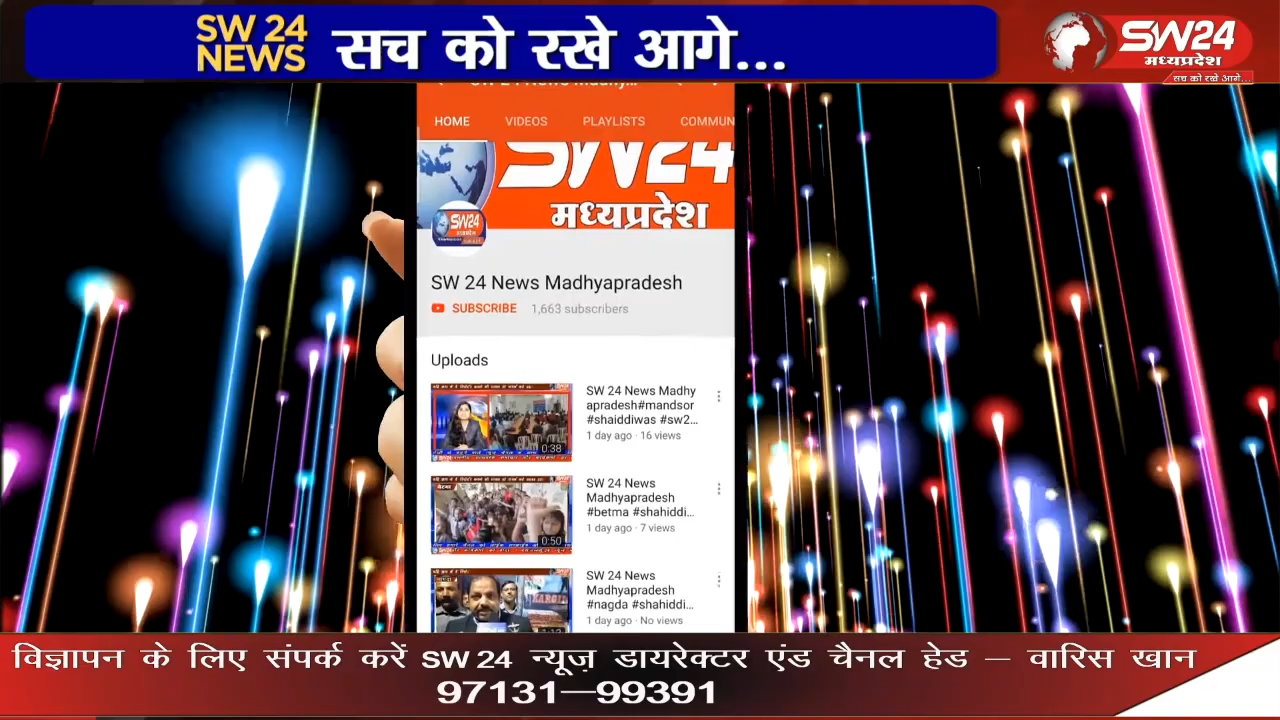 SW 24
NEWS
सच को रखे आगे...
SW24
मध्यप्रदेश
सच को रखे आगे...
HOME VIDEOS PLAYLISTS COMMUN
SW24
मध्यप्रदेश
SW24
SW 24 News Madhyapradesh
SUBSCRIBE 1,663 subscribers
Uploads
SW 24 News Madhy
apradesh#mandsor
#shaiddiwas #sw2...
1 day ago · 16 views
0:38
SW 24 News
Madhyapradesh
#betma #shahiddi...
1 day ago · 7 views
0:50
SW 24 News
Madhyapradesh
#nagda #shahiddi...
1 day ago · No views
विज्ञापन के लिए संपर्क करें SW 24 न्यूज़ डायरेक्टर एंड चैनल हेड – वारिस खान
97131–99391